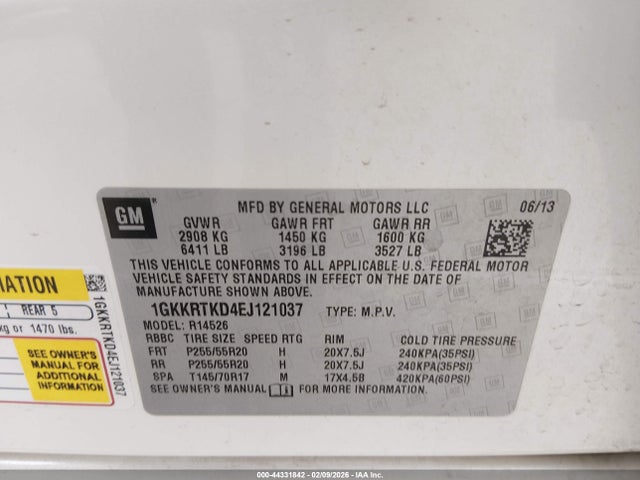 GM
MFD BY GENERAL MOTORS LLC 06/13
GVWR GAWR FRT GAWR RR
2908 KG 1450 KG 1600 KG
6411 LB 3196 LB 3527 LB
THIS VEHICLE CONFORMS TO ALL APPLICABLE U.S. FEDERAL MOTOR
VEHICLE SAFETY STANDARDS IN EFFECT ON THE DATE OF
MANUFACTURE SHOWN ABOVE.
1GKKRTKD4EJ121037 TYPE: M.P.V.
MODEL: R14526
RBBC TIRE SIZE SPEED RTG RIM COLD TIRE PRESSURE
FRT P255/55R20 H 20X7.5J 240KPA(35PSI)
RR P255/55R20 H 20X7.5J 240KPA(35PSI)
SPA T145/70R17 M 17X4.5B 420KPA(60PSI)
SEE OWNER'S MANUAL FOR MORE INFORMATION.
MATION
REAR 5
kg or 1470 lbs.
SEE OWNER'S
MANUAL FOR
ADDITIONAL
INFORMATION
1GKKRTKD4EJ121037
000-44331842 - 02/09/2026 - IAA Inc.